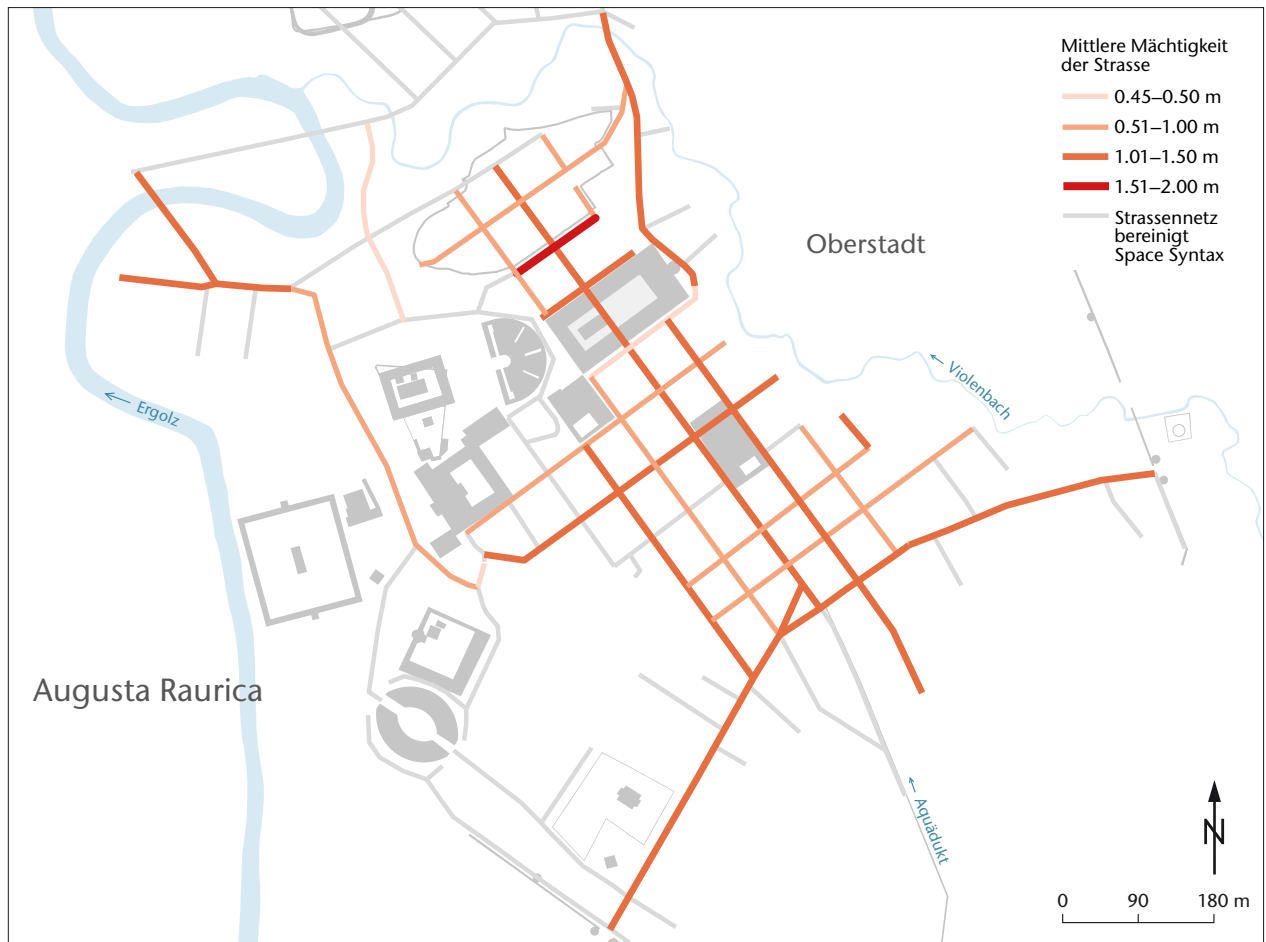 Mittlere Mächtigkeit
der Strasse
0.45–0.50 m
0.51–1.00 m
1.01–1.50 m
1.51–2.00 m
Strassennetz
bereinigt
Space Syntax
Oberstadt
← Violenbach
← Ergolz
Augusta Raurica
← Aquädukt
N
0 90 180 m